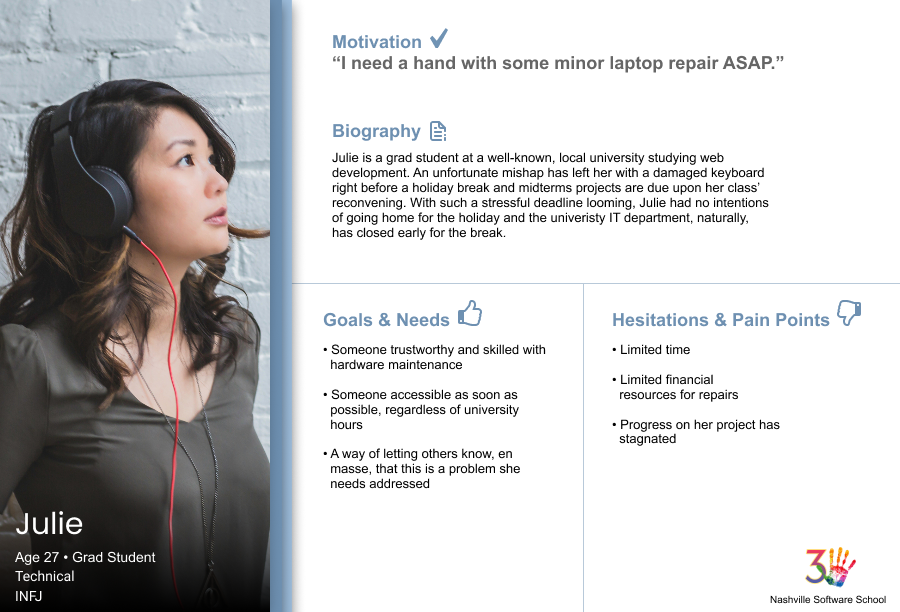 Motivation
“I need a hand with some minor laptop repair ASAP.”
Biography
Julie is a grad student at a well-known, local university studying web
development. An unfortunate mishap has left her with a damaged keyboard
right before a holiday break and midterms projects are due upon her class’
reconvening. With such a stressful deadline looming, Julie had no intentions
of going home for the holiday and the univeristy IT department, naturally,
has closed early for the break.
Goals & Needs
• Someone trustworthy and skilled with
hardware maintenance
• Someone accessible as soon as
possible, regardless of university
hours
• A way of letting others know, en
masse, that this is a problem she
needs addressed
Hesitations & Pain Points
• Limited time
• Limited financial
resources for repairs
• Progress on her project has
stagnated
Julie
Age 27 • Grad Student
Technical
INFJ
3
Nashville Software School